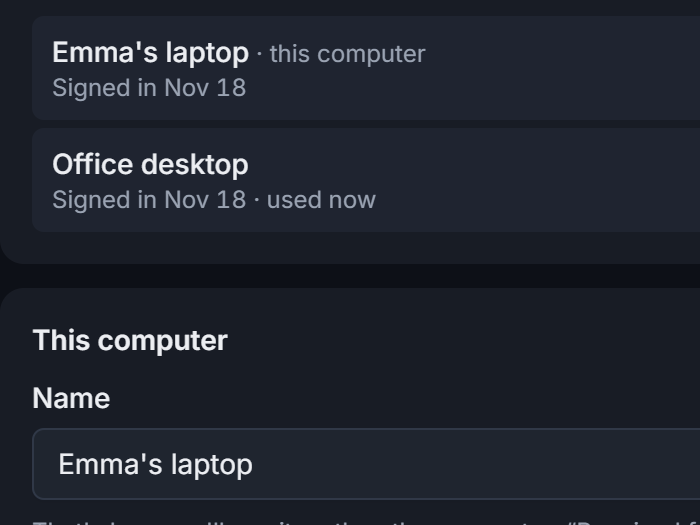 Emma's laptop · this computer
Signed in Nov 18
Office desktop
Signed in Nov 18 · used now
This computer
Name
Emma's laptop